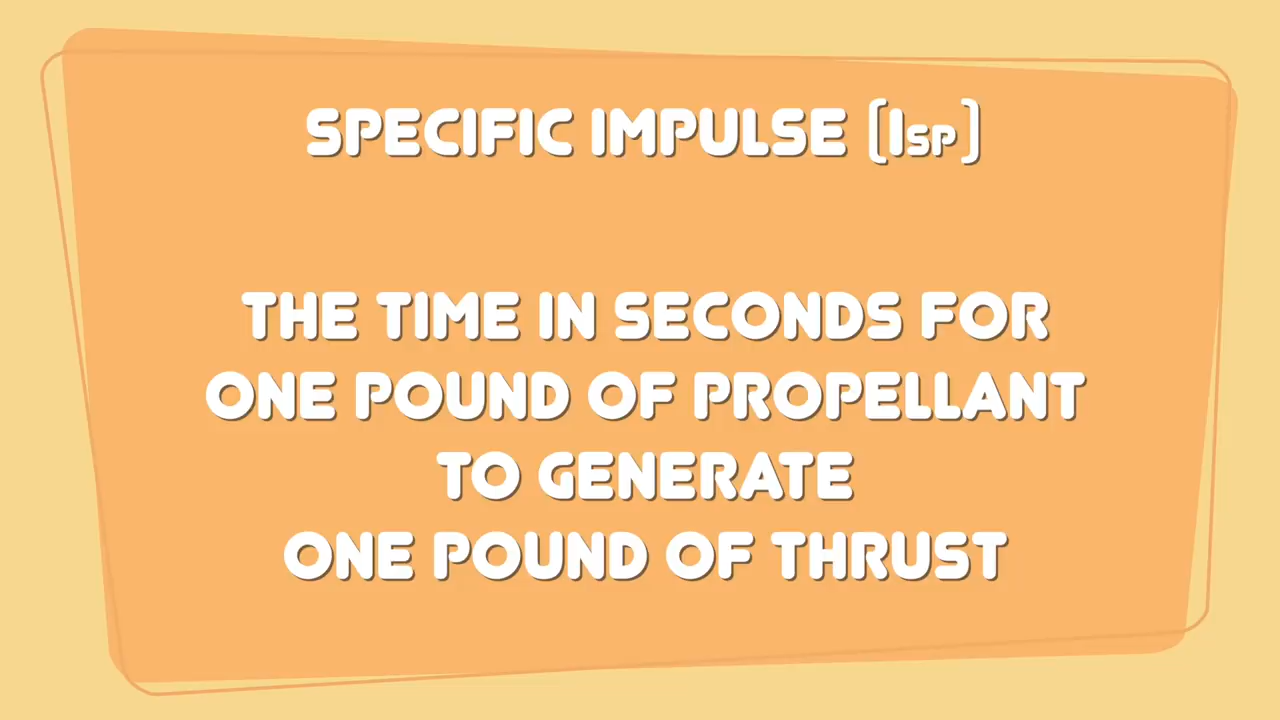 SPECIFIC IMPULSE (ISP)
THE TIME IN SECONDS FOR
ONE POUND OF PROPELLANT
TO GENERATE
ONE POUND OF THRUST